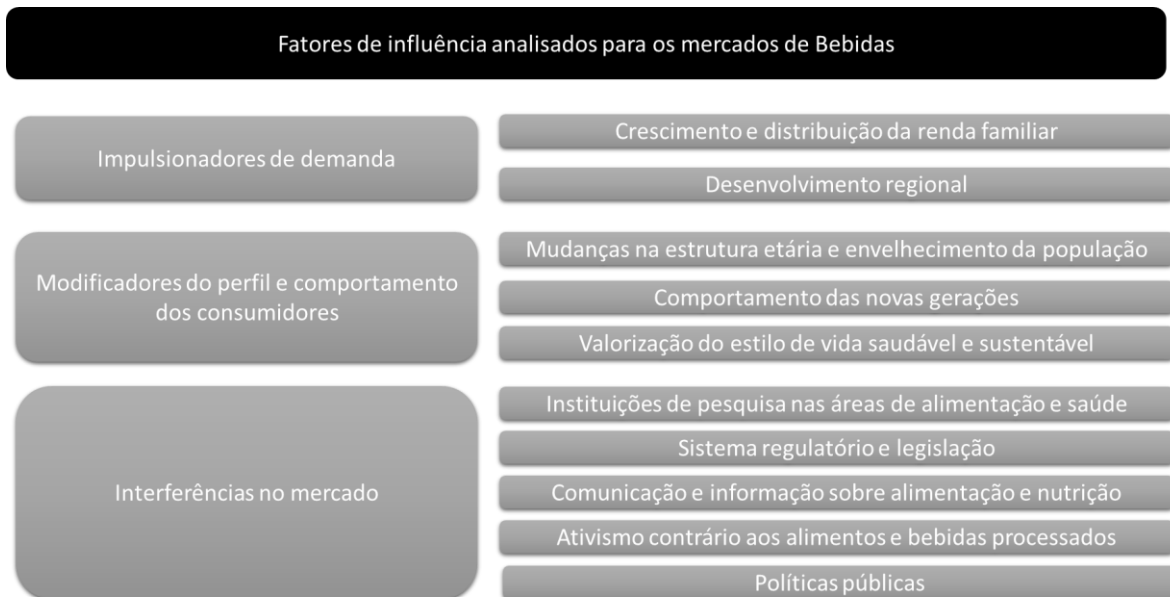 Fatores de influência analisados para os mercados de Bebidas
Impulsionadores de demanda
Crescimento e distribuição da renda familiar
Desenvolvimento regional
Modificadores do perfil e comportamento
dos consumidores
Mudanças na estrutura etária e envelhecimento da população
Comportamento das novas gerações
Valorização do estilo de vida saudável e sustentável
Interferências no mercado
Instituições de pesquisa nas áreas de alimentação e saúde
Sistema regulatório e legislação
Comunicação e informação sobre alimentação e nutrição
Ativismo contrário aos alimentos e bebidas processados
Políticas públicas